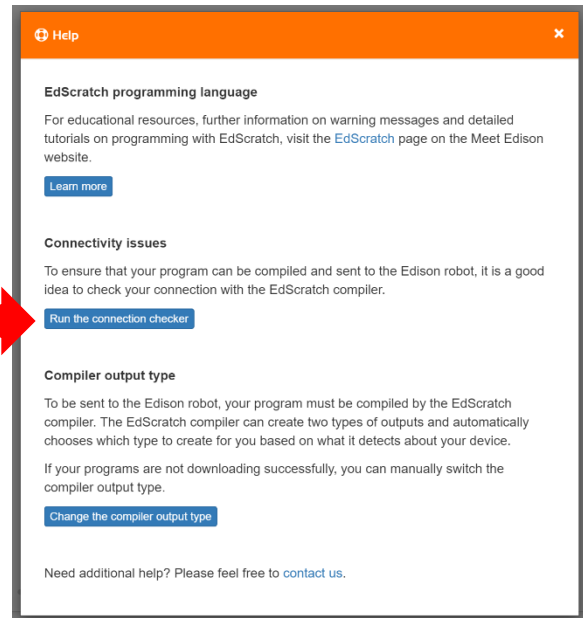 Help ×
EdScratch programming language
For educational resources, further information on warning messages and detailed
tutorials on programming with EdScratch, visit the EdScratch page on the Meet Edison
website.
Learn more
Connectivity issues
To ensure that your program can be compiled and sent to the Edison robot, it is a good
idea to check your connection with the EdScratch compiler.
Run the connection checker
Compiler output type
To be sent to the Edison robot, your program must be compiled by the EdScratch
compiler. The EdScratch compiler can create two types of outputs and automatically
chooses which type to create for you based on what it detects about your device.
If your programs are not downloading successfully, you can manually switch the
compiler output type.
Change the compiler output type
Need additional help? Please feel free to contact us.